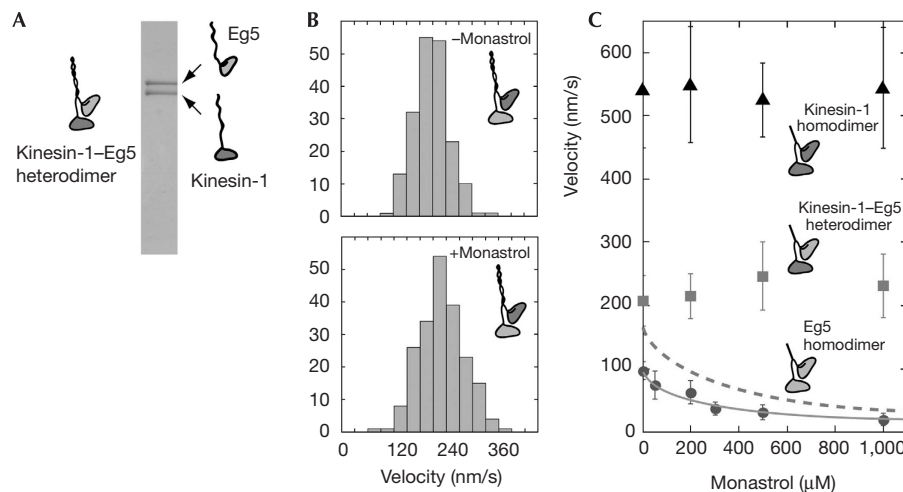 A
Eg5
Kinesin-1–Eg5
heterodimer
Kinesin-1
B
–Monastrol
50
40
30
20
10
0
+Monastrol
50
40
30
20
10
0
0 120 240 360
Velocity (nm/s)
C
600
500
400
300
200
100
0
Velocity (nm/s)
Kinesin-1
homodimer
Kinesin-1–Eg5
heterodimer
Eg5
homodimer
0 200 400 600 800 1,000
Monastrol (µM)